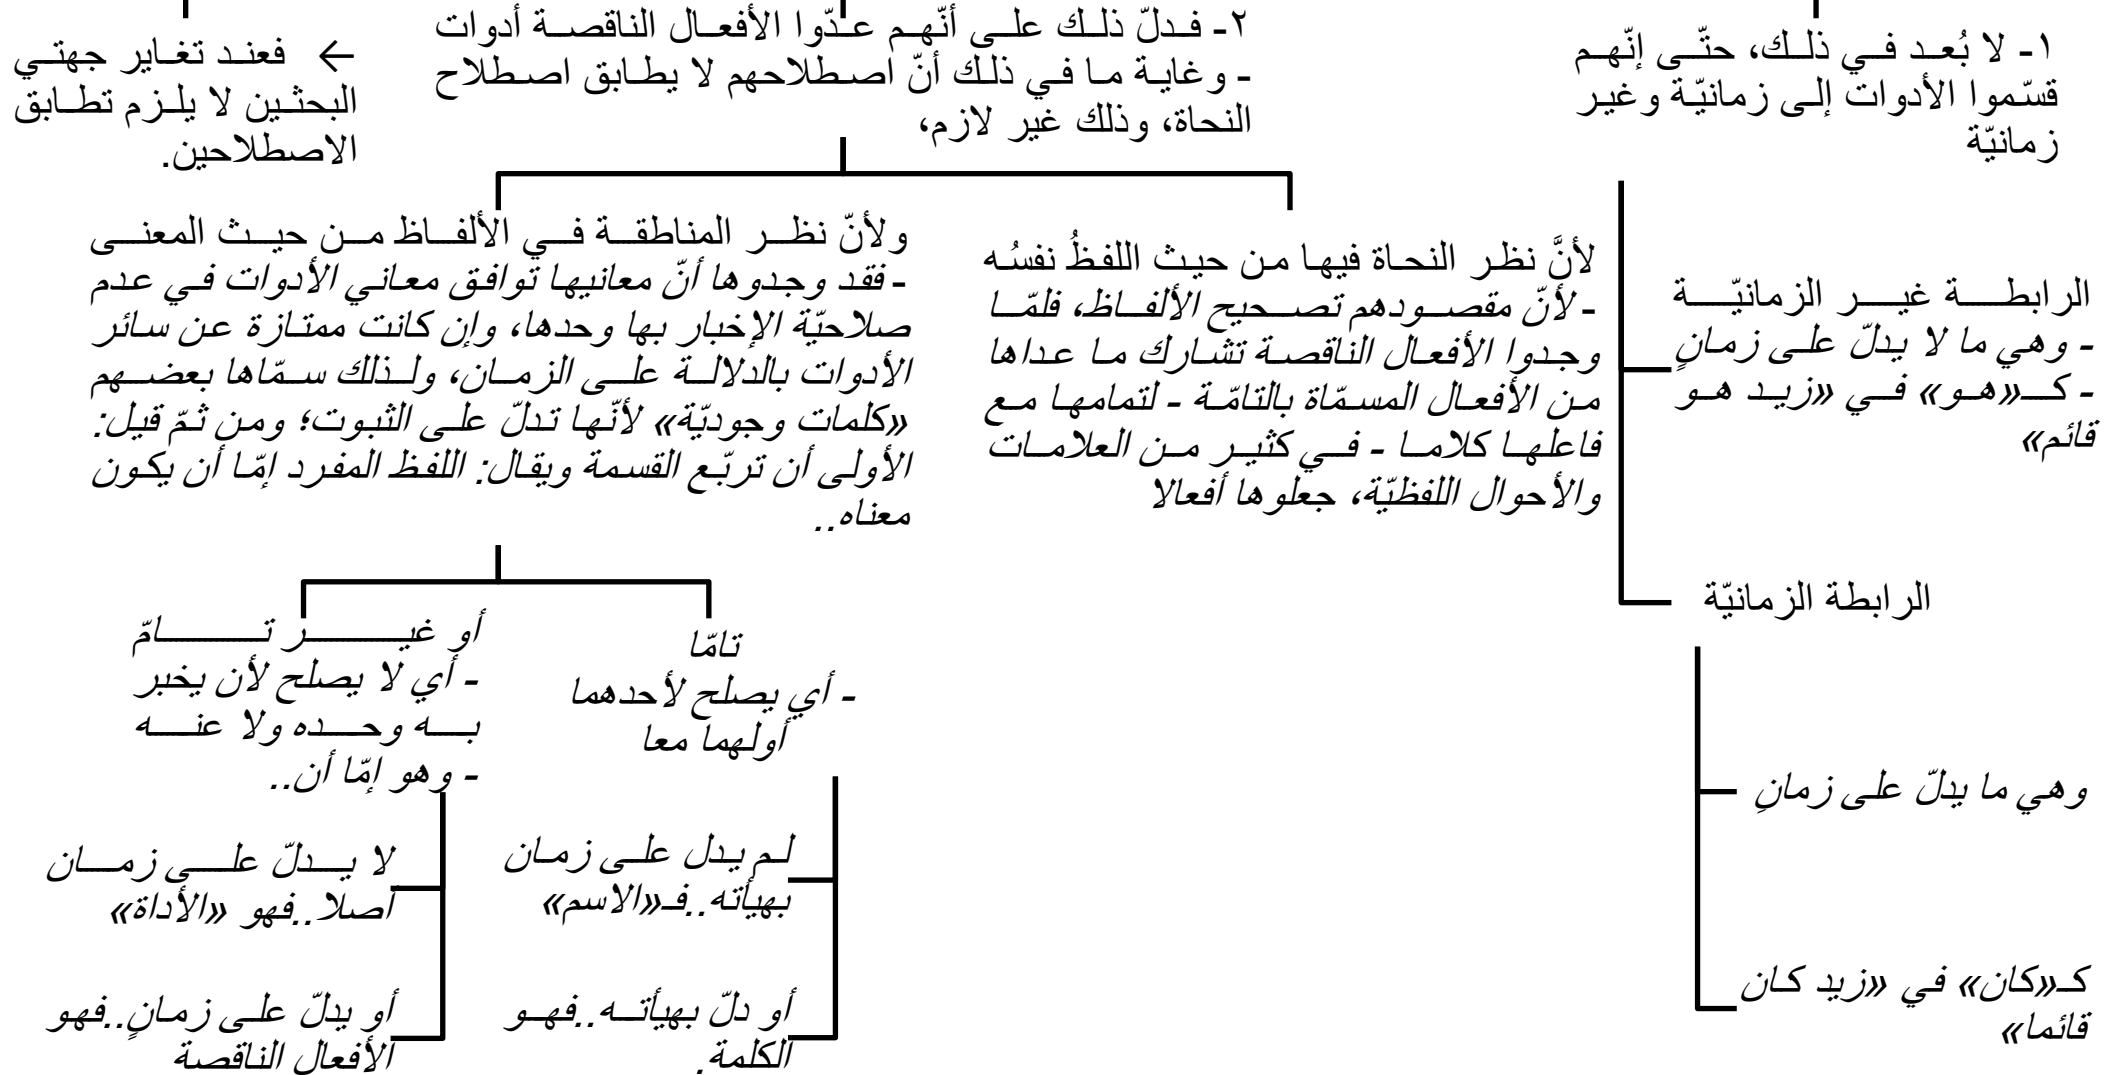 ١- لا بُعد في ذلك، حتّى إنّهم
قسّموا الأدوات إلى زمانيّة وغير
زمانيّة
٢- فدلّ ذلك على أنّهم عدّوا الأفعال الناقصة أدوات
- وغاية ما في ذلك أنّ اصطلاحهم لا يطابق اصطلاح
النحاة، وذلك غير لازم،
← فعند تغاير جهتي
البحثين لا يلزم تطابق
الاصطلاحين.
الرابطة غير الزمانيّة
- وهي ما لا يدلّ على زمانٍ
- كـ«هو» في «زيد هو
قائم»
الرابطة الزمانيّة
وهي ما يدلّ على زمانٍ
كـ«كان» في «زيد كان
قائما»
لأنَّ نظر النحاة فيها من حيث اللفظُ نفسُه
- لأنّ مقصودهم تصحيح الألفاظ، فلمّا
وجدوا الأفعال الناقصة تشارك ما عداها
من الأفعال المسمّاة بالتامّة - لتمامها مع
فاعلها كلاما - في كثير من العلامات
والأحوال اللفظيّة، جعلوها أفعالا
ولأنّ نظر المناطقة في الألفاظ من حيث المعنى
- فقد وجدوها أنّ معانيها توافق معاني الأدوات في عدم
صلاحيّة الإخبار بها وحدها، وإن كانت ممتازة عن سائر
الأدوات بالدلالة على الزمان، ولذلك سمّاها بعضهم
«كلمات وجوديّة» لأنّها تدلّ على الثبوت؛ ومن ثمّ قيل:
الأولى أن تربّع القسمة ويقال: اللفظ المفرد إمّا أن يكون
معناه..
تامّا
- أي يصلح لأحدهما
أولهما معا
لم يدل على زمان
بهيأته..فـ«الاسم»
أو دلّ بهيأته..فهو
الكلمة.
أو غير تامّ
- أي لا يصلح لأن يخبر
به وحده ولا عنه
- وهو إمّا أن..
لا يدلّ على زمان
أصلا..فهو «الأداة»
أو يدلّ على زمانٍ..فهو
الأفعال الناقصة